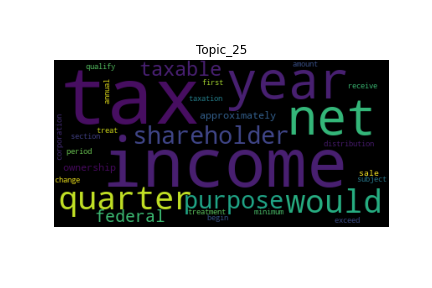 Topic_25
qualify taxable amount
tax year first receive
annual taxation net
corporation section treat approximately shareholder distribution
period income
ownership sale
change quarter purpose would subject
federal treatment minimum
begin exceed